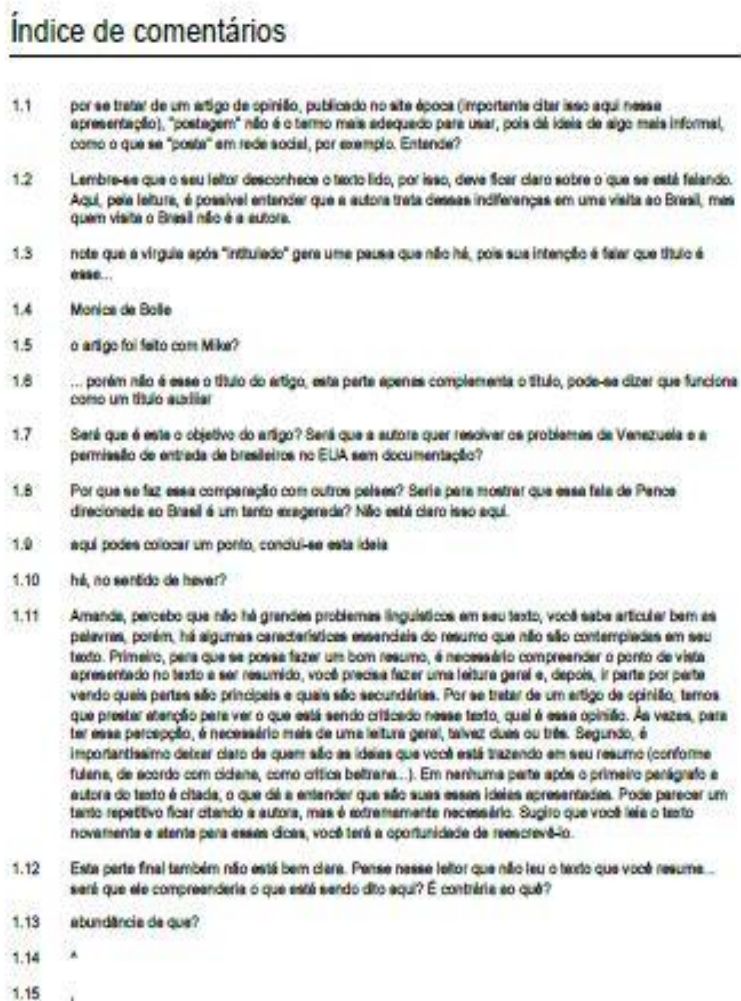 Índice de comentários
1.1 por se tratar de um artigo de opinião, publicado no site época (importante citar isso aqui nessa
apresentação), "postagem" não é o termo mais adequado para usar, pois dá ideia de algo mais informal,
como o que se "posta" em rede social, por exemplo. Entende?
1.2 Lembre-se que o seu leitor desconhece o texto lido, por isso, deve ficar claro sobre o que se está falando.
Aqui, pela leitura, é possível entender que a autora trata dessas indiferenças em uma visita ao Brasil, mas
quem visita o Brasil não é a autora.
1.3 note que a vírgula após "intitulado" gera uma pausa que não há, pois sua intenção é falar que título é
esse...
1.4 Monica de Bolle
1.5 o artigo foi feito com Mike?
1.6 ... porém não é esse o título do artigo, esta parte apenas complementa o título, pode-se dizer que funciona
como um título auxiliar
1.7 Será que é este o objetivo do artigo? Será que a autora quer resolver os problemas da Venezuela e a
permissão de entrada de brasileiros no EUA sem documentação?
1.8 Por que se faz essa comparação com outros países? Seria para mostrar que essa fala de Pence
direcionada ao Brasil é um tanto exagerada? Não está claro isso aqui.
1.9 aqui podes colocar um ponto, conclui-se esta ideia
1.10 há, no sentido de haver?
1.11 Amanda, percebo que não há grandes problemas linguísticos em seu texto, você sabe articular bem as
palavras, porém, há algumas características essenciais do resumo que não são contempladas em seu
texto. Primeiro, para que se possa fazer um bom resumo, é necessário compreender o ponto de vista
apresentado no texto a ser resumido, você precisa fazer uma leitura geral e, depois, ir parte por parte
vendo quais partes são principais e quais são secundárias. Por se tratar de um artigo de opinião, temos
que prestar atenção para ver o que está sendo criticado nesse texto, qual é essa opinião. Às vezes, para
ter essa percepção, é necessário mais de uma leitura geral, talvez duas ou três. Segundo, é
importantíssimo deixar claro de quem são as ideias que você está trazendo em seu resumo (conforme
fulana, de acordo com ciclana, como critica beltrana...). Em nenhuma parte após o primeiro parágrafo a
autora do texto é citada, o que dá a entender que são suas essas ideias apresentadas. Pode parecer um
tanto repetitivo ficar citando a autora, mas é extremamente necessário. Sugiro que você leia o texto
novamente e atente para essas dicas, você terá a oportunidade de reescrevê-lo.
1.12 Esta parte final também não está bem clara. Pense nesse leitor que não leu o texto que você resume...
será que ele compreenderia o que está sendo dito aqui? É contrária ao quê?
1.13 abundância de que?
1.14 ^
1.15 ,